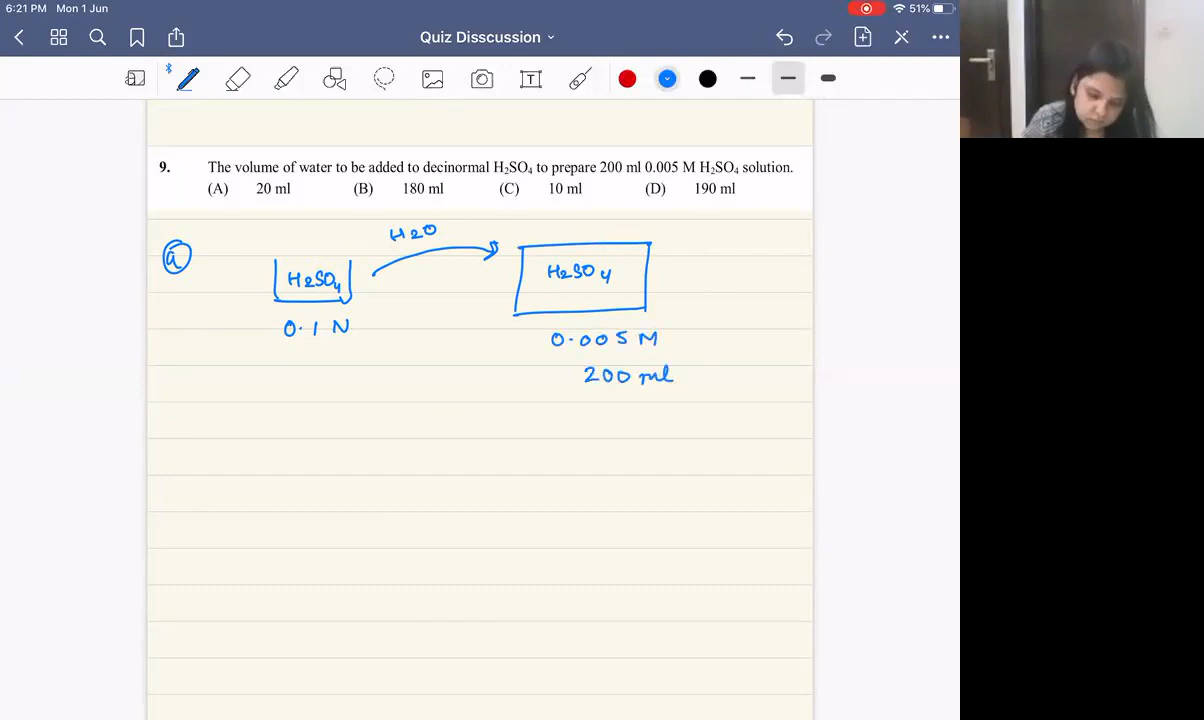 6:21 PM Mon 1 Jun
51%
Quiz Disscussion
T
9. The volume of water to be added to decinormal H₂SO₄ to prepare 200 ml 0.005 M H₂SO₄ solution.
(A) 20 ml (B) 180 ml (C) 10 ml (D) 190 ml
H2O
H2SO4
H2SO4
0.1 N
0.005 M
200 ml